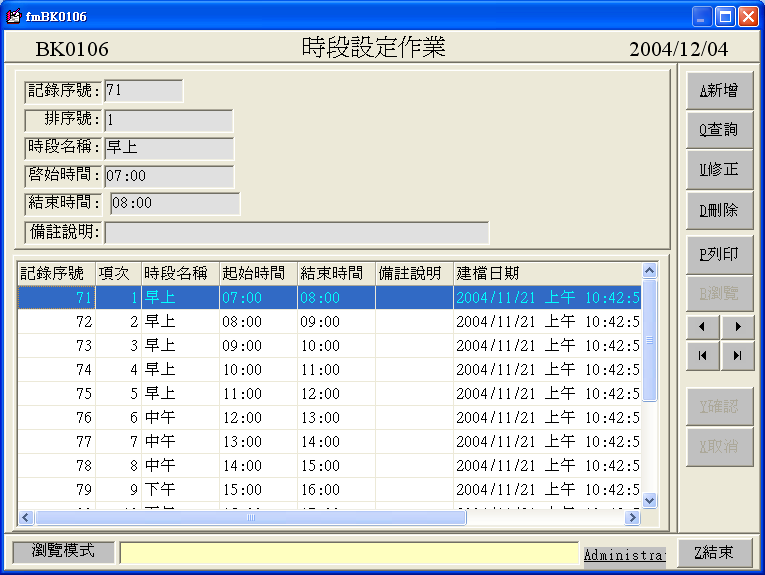 fmBK0106
BK0106 時段設定作業 2004/12/04
記錄序號: 71
排序號: 1
時段名稱: 早上
啓始時間: 07:00
結束時間: 08:00
備註說明:
A新增
Q查詢
U修正
D刪除
P列印
B瀏覽
Y確認
X取消
記錄序號 項次 時段名稱 起始時間 結束時間 備註說明 建檔日期
71 1 早上 07:00 08:00 2004/11/21 上午 10:42:5
72 2 早上 08:00 09:00 2004/11/21 上午 10:42:5
73 3 早上 09:00 10:00 2004/11/21 上午 10:42:5
74 4 早上 10:00 11:00 2004/11/21 上午 10:42:5
75 5 早上 11:00 12:00 2004/11/21 上午 10:42:5
76 6 中午 12:00 13:00 2004/11/21 上午 10:42:5
77 7 中午 13:00 14:00 2004/11/21 上午 10:42:5
78 8 中午 14:00 15:00 2004/11/21 上午 10:42:5
79 9 下午 15:00 16:00 2004/11/21 上午 10:42:5
瀏覽模式 Administra Z結束